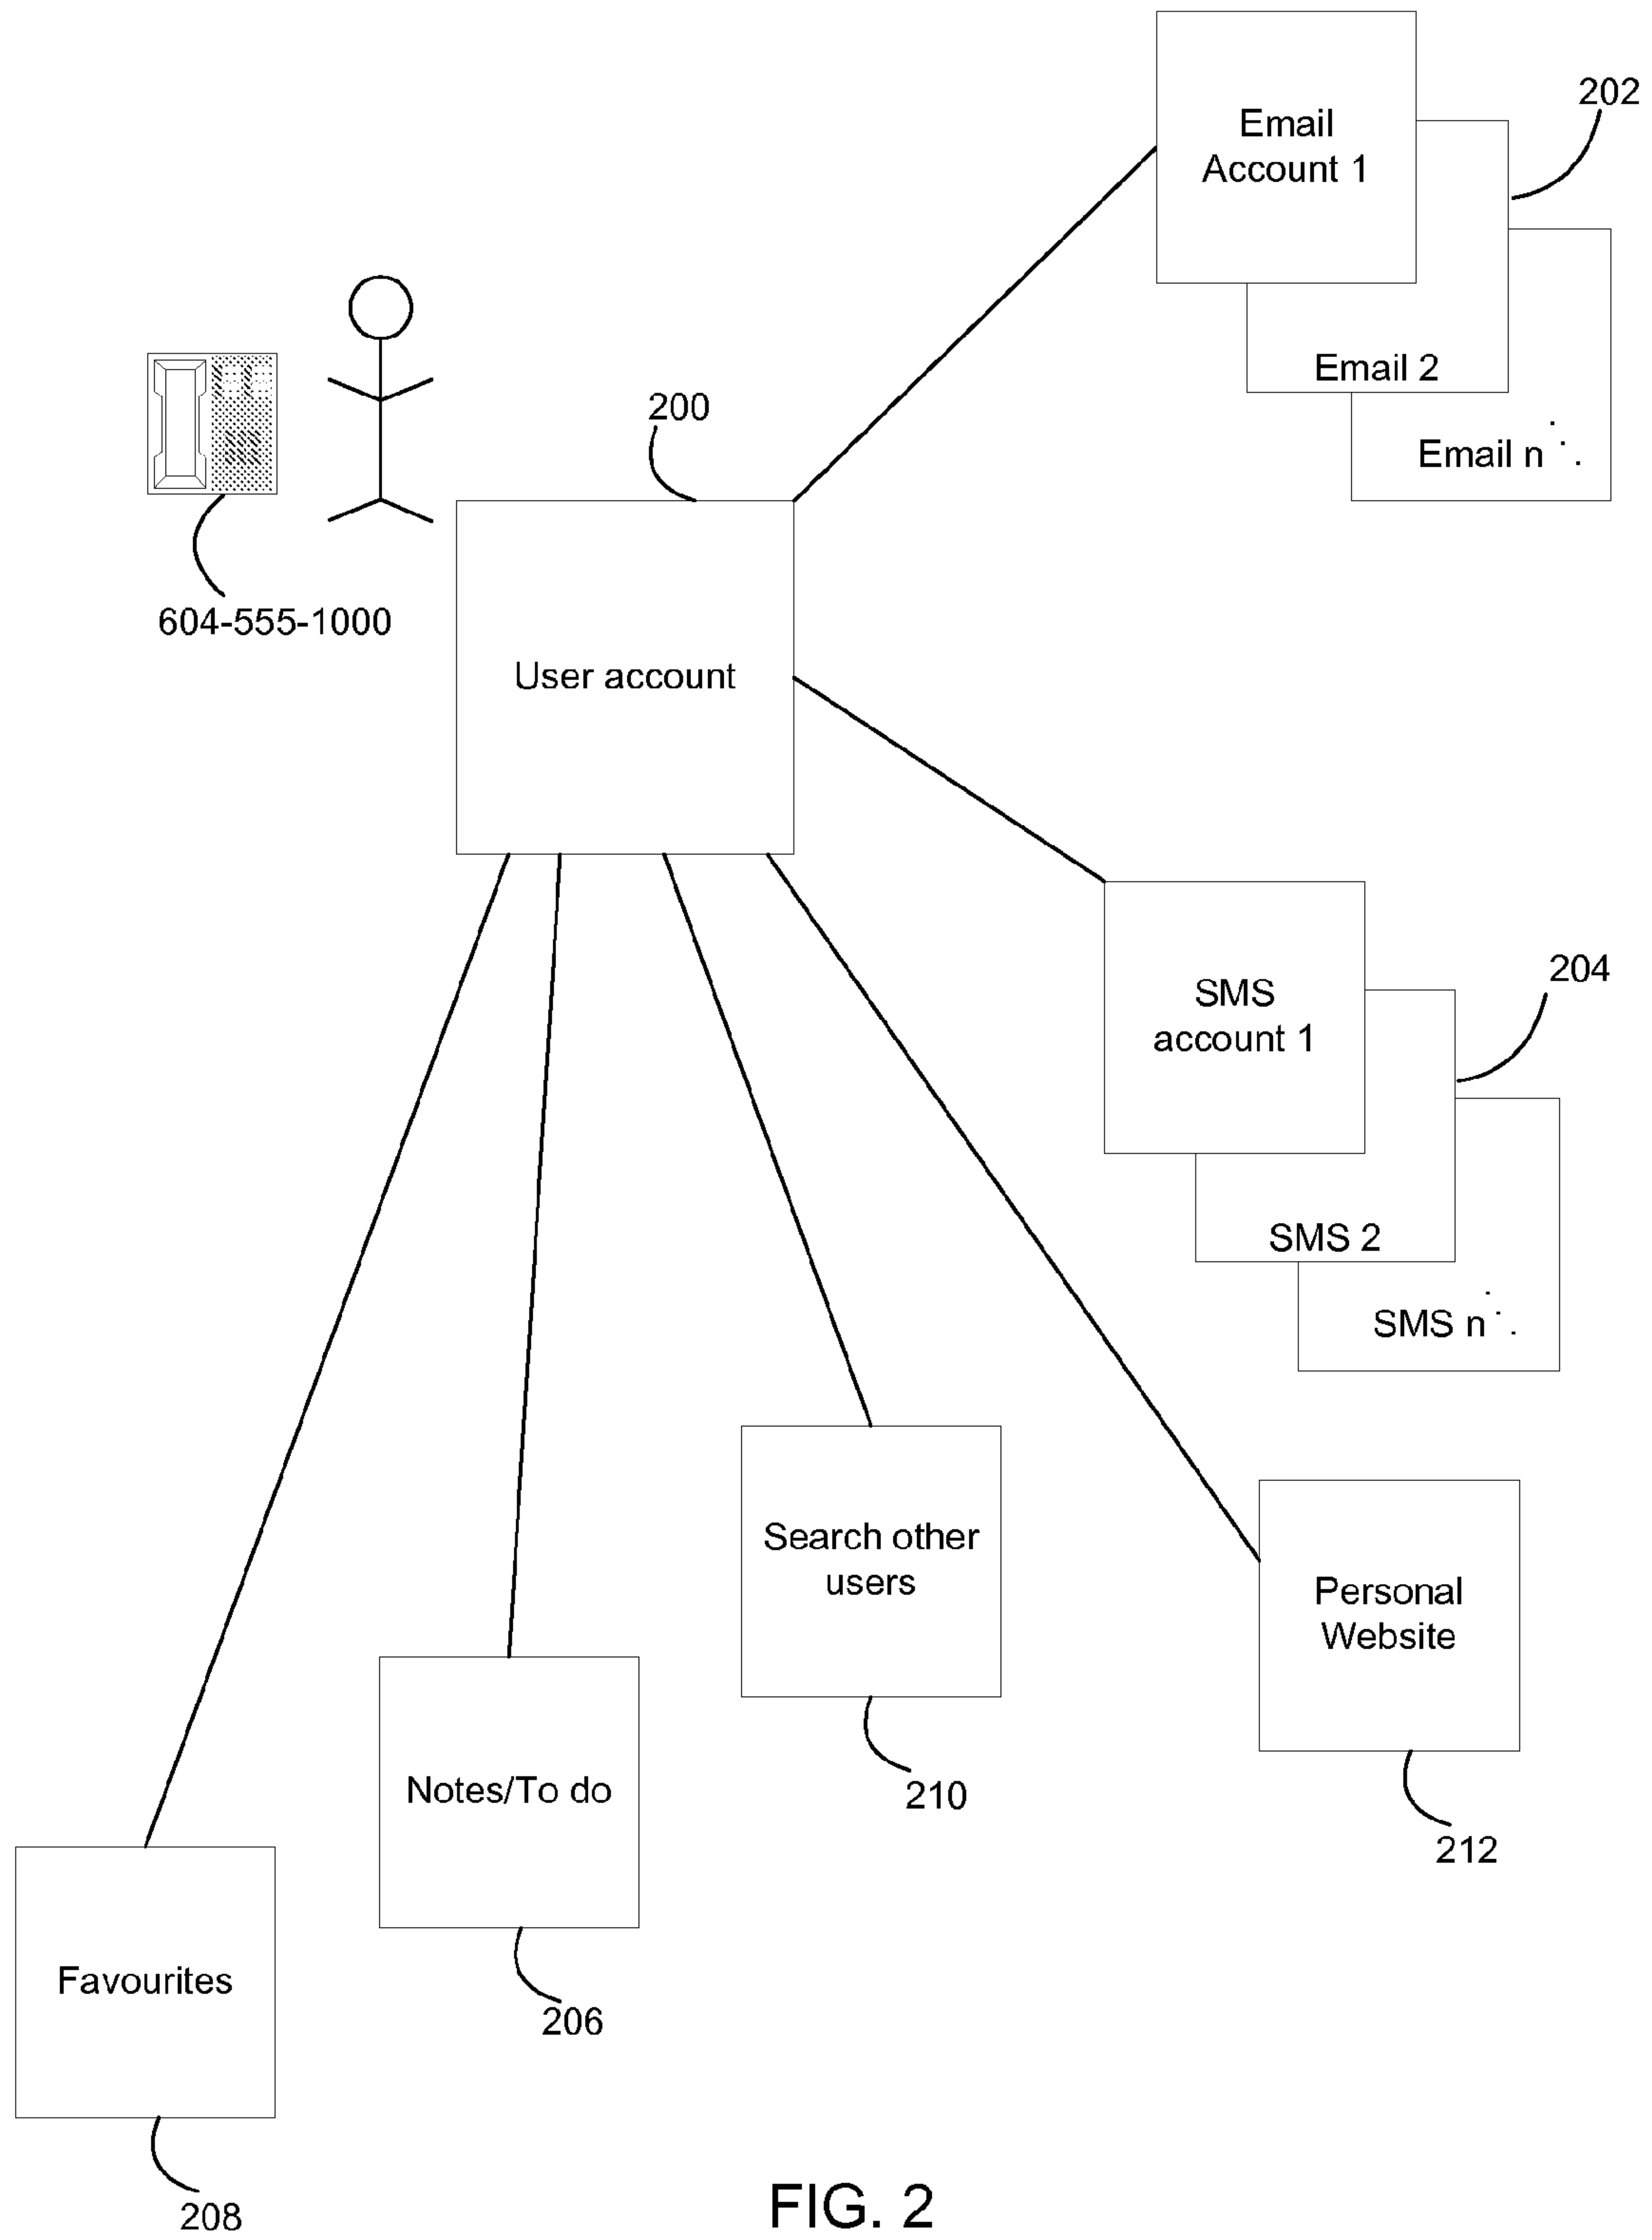 Email
Account 1
202
Email 2
Email n
200
604-555-1000
User account
SMS
account 1
204
SMS 2
SMS n
Search other
users
210
Personal
Website
212
Notes/To do
206
Favourites
208
FIG. 2